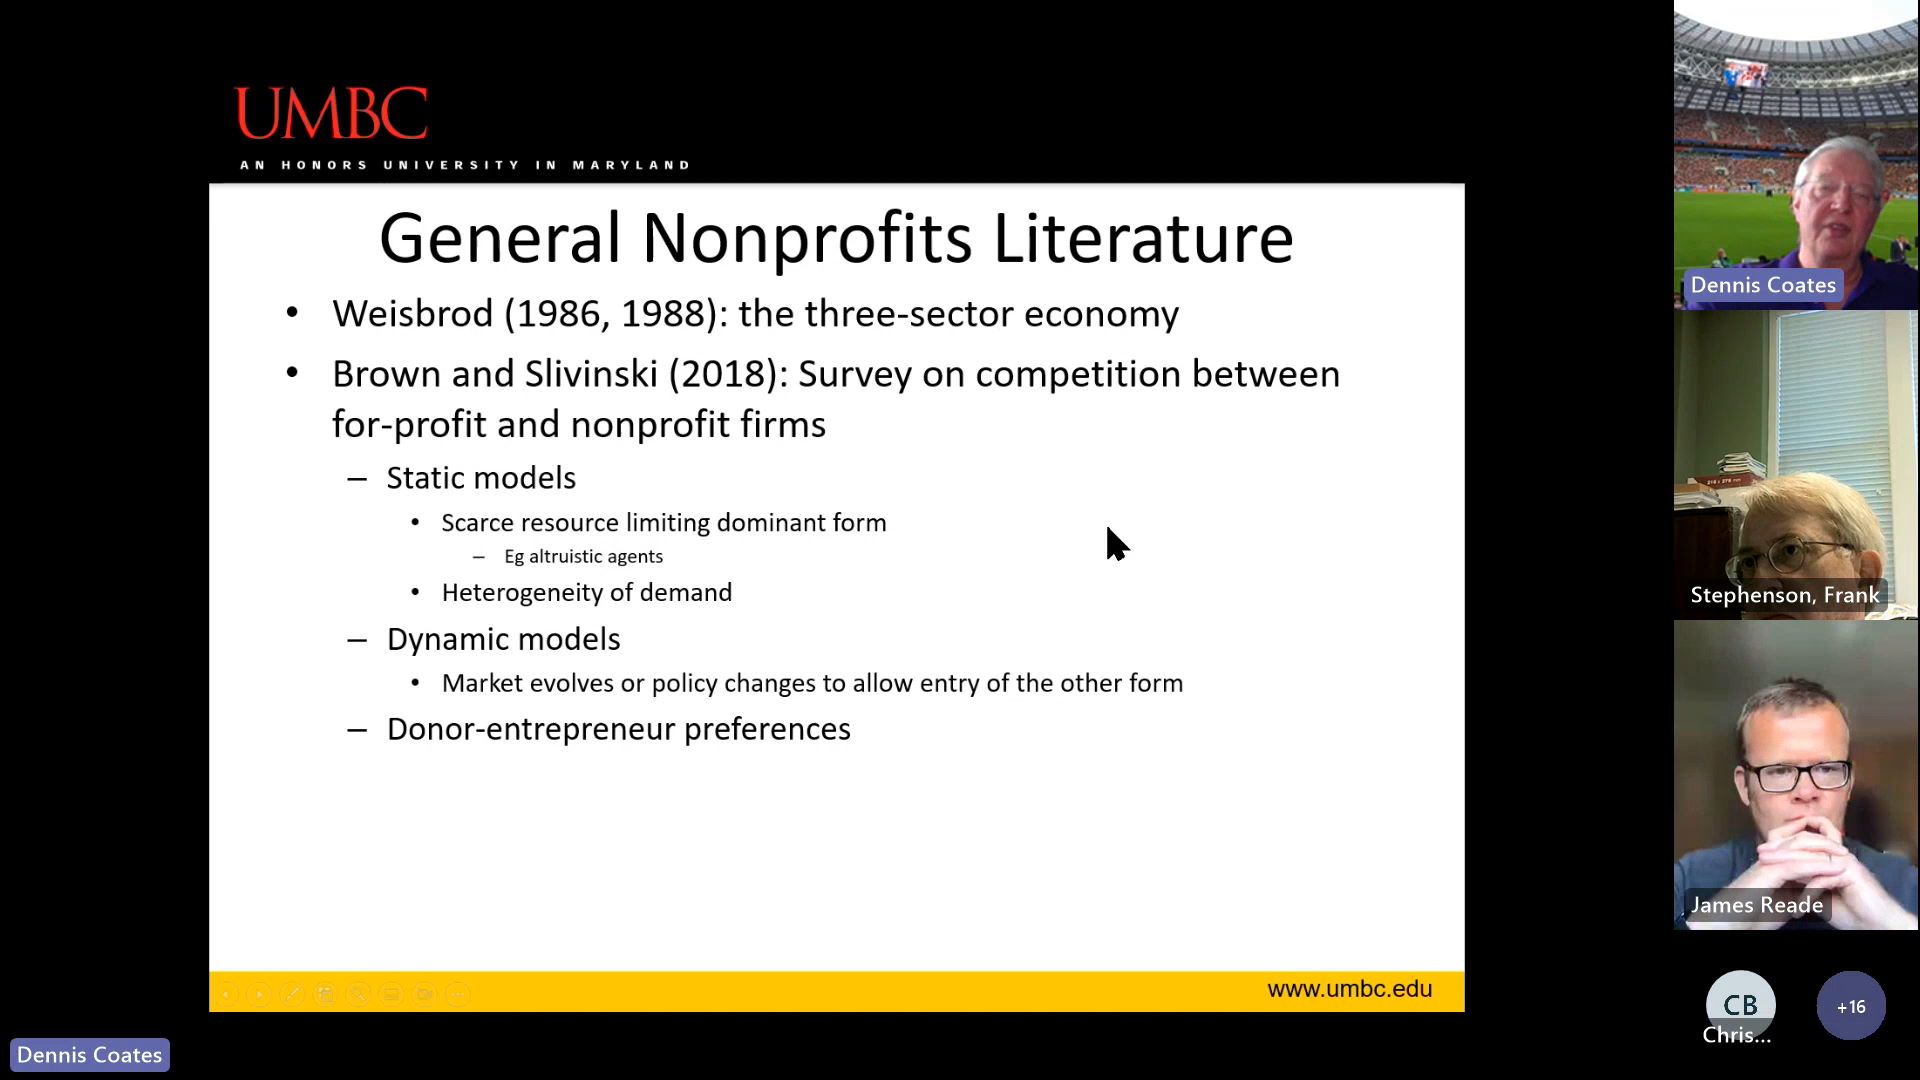 UMBC
AN HONORS UNIVERSITY IN MARYLAND
General Nonprofits Literature
• Weisbrod (1986, 1988): the three-sector economy
• Brown and Slivinski (2018): Survey on competition between
for-profit and nonprofit firms
– Static models
• Scarce resource limiting dominant form
– Eg altruistic agents
• Heterogeneity of demand
– Dynamic models
• Market evolves or policy changes to allow entry of the other form
– Donor-entrepreneur preferences
www.umbc.edu
Dennis Coates
Dennis Coates
Stephenson, Frank
James Reade
CB
Chris...
+16